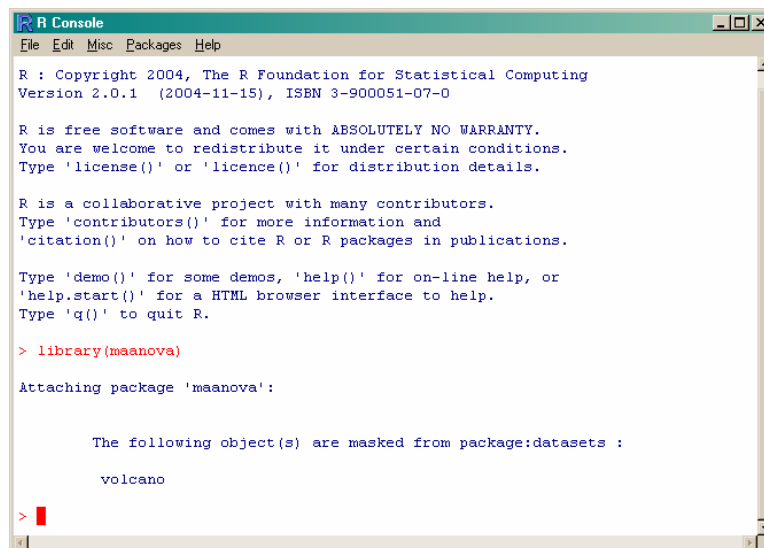 R Console
File Edit Misc Packages Help
R : Copyright 2004, The R Foundation for Statistical Computing
Version 2.0.1  (2004-11-15), ISBN 3-900051-07-0
R is free software and comes with ABSOLUTELY NO WARRANTY.
You are welcome to redistribute it under certain conditions.
Type 'license()' or 'licence()' for distribution details.
R is a collaborative project with many contributors.
Type 'contributors()' for more information and
'citation()' on how to cite R or R packages in publications.
Type 'demo()' for some demos, 'help()' for on-line help, or
'help.start()' for a HTML browser interface to help.
Type 'q()' to quit R.
> library(maanova)
Attaching package 'maanova':
The following object(s) are masked from package:datasets :
volcano
>